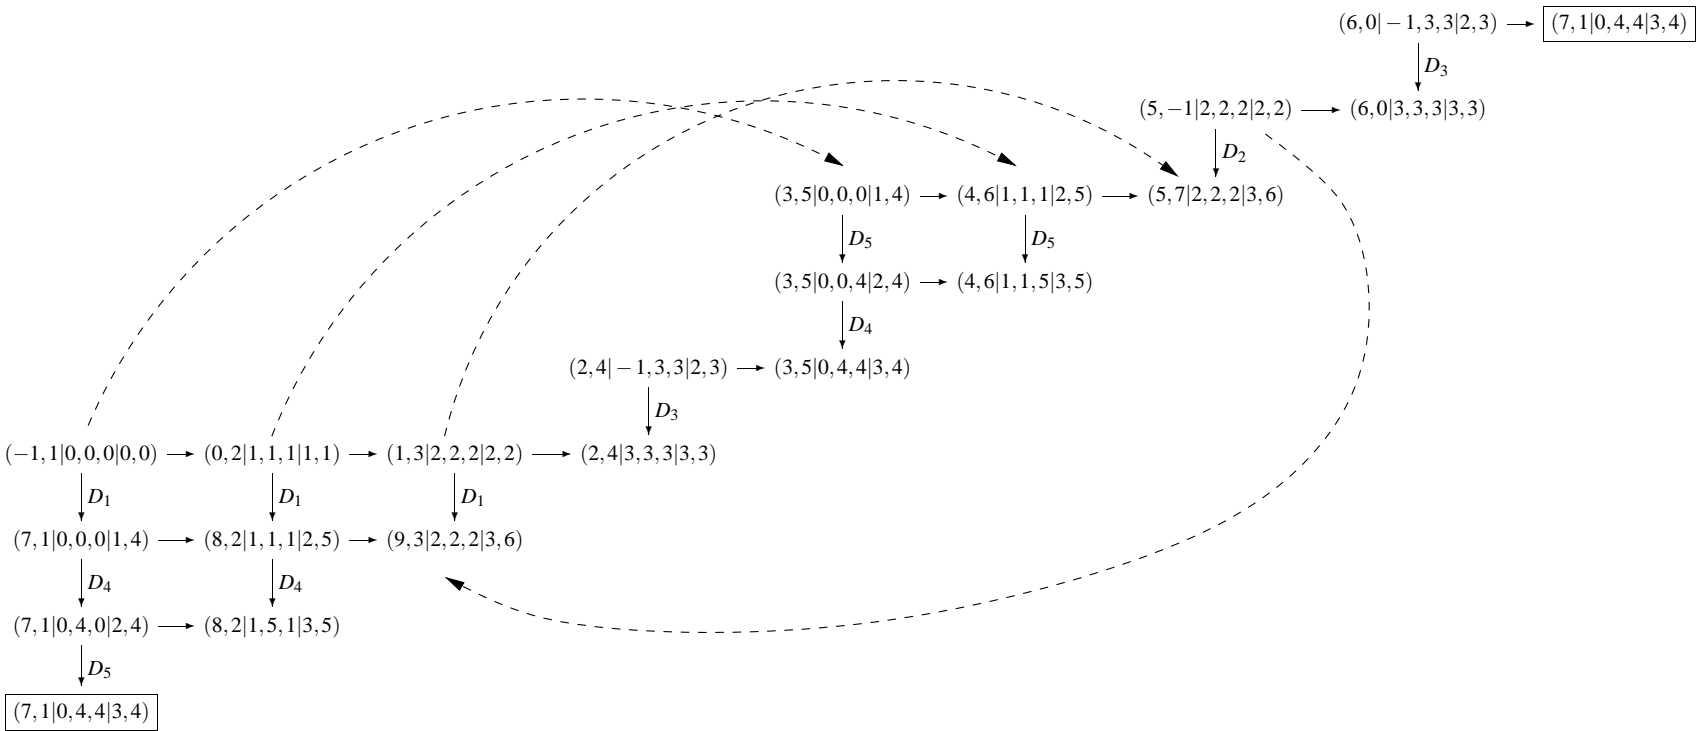 (6,0|−1,3,3|2,3) (7,1|0,4,4|3,4)
D3
(5,−1|2,2,2|2,2) (6,0|3,3,3|3,3)
D2
(3,5|0,0,0|1,4) (4,6|1,1,1|2,5) (5,7|2,2,2|3,6)
D5 D5
(3,5|0,0,4|2,4) (4,6|1,1,5|3,5)
D4
(2,4|−1,3,3|2,3) (3,5|0,4,4|3,4)
D3
(−1,1|0,0,0|0,0) (0,2|1,1,1|1,1) (1,3|2,2,2|2,2) (2,4|3,3,3|3,3)
D1 D1 D1
(7,1|0,0,0|1,4) (8,2|1,1,1|2,5) (9,3|2,2,2|3,6)
D4 D4
(7,1|0,4,0|2,4) (8,2|1,5,1|3,5)
D5
(7,1|0,4,4|3,4)